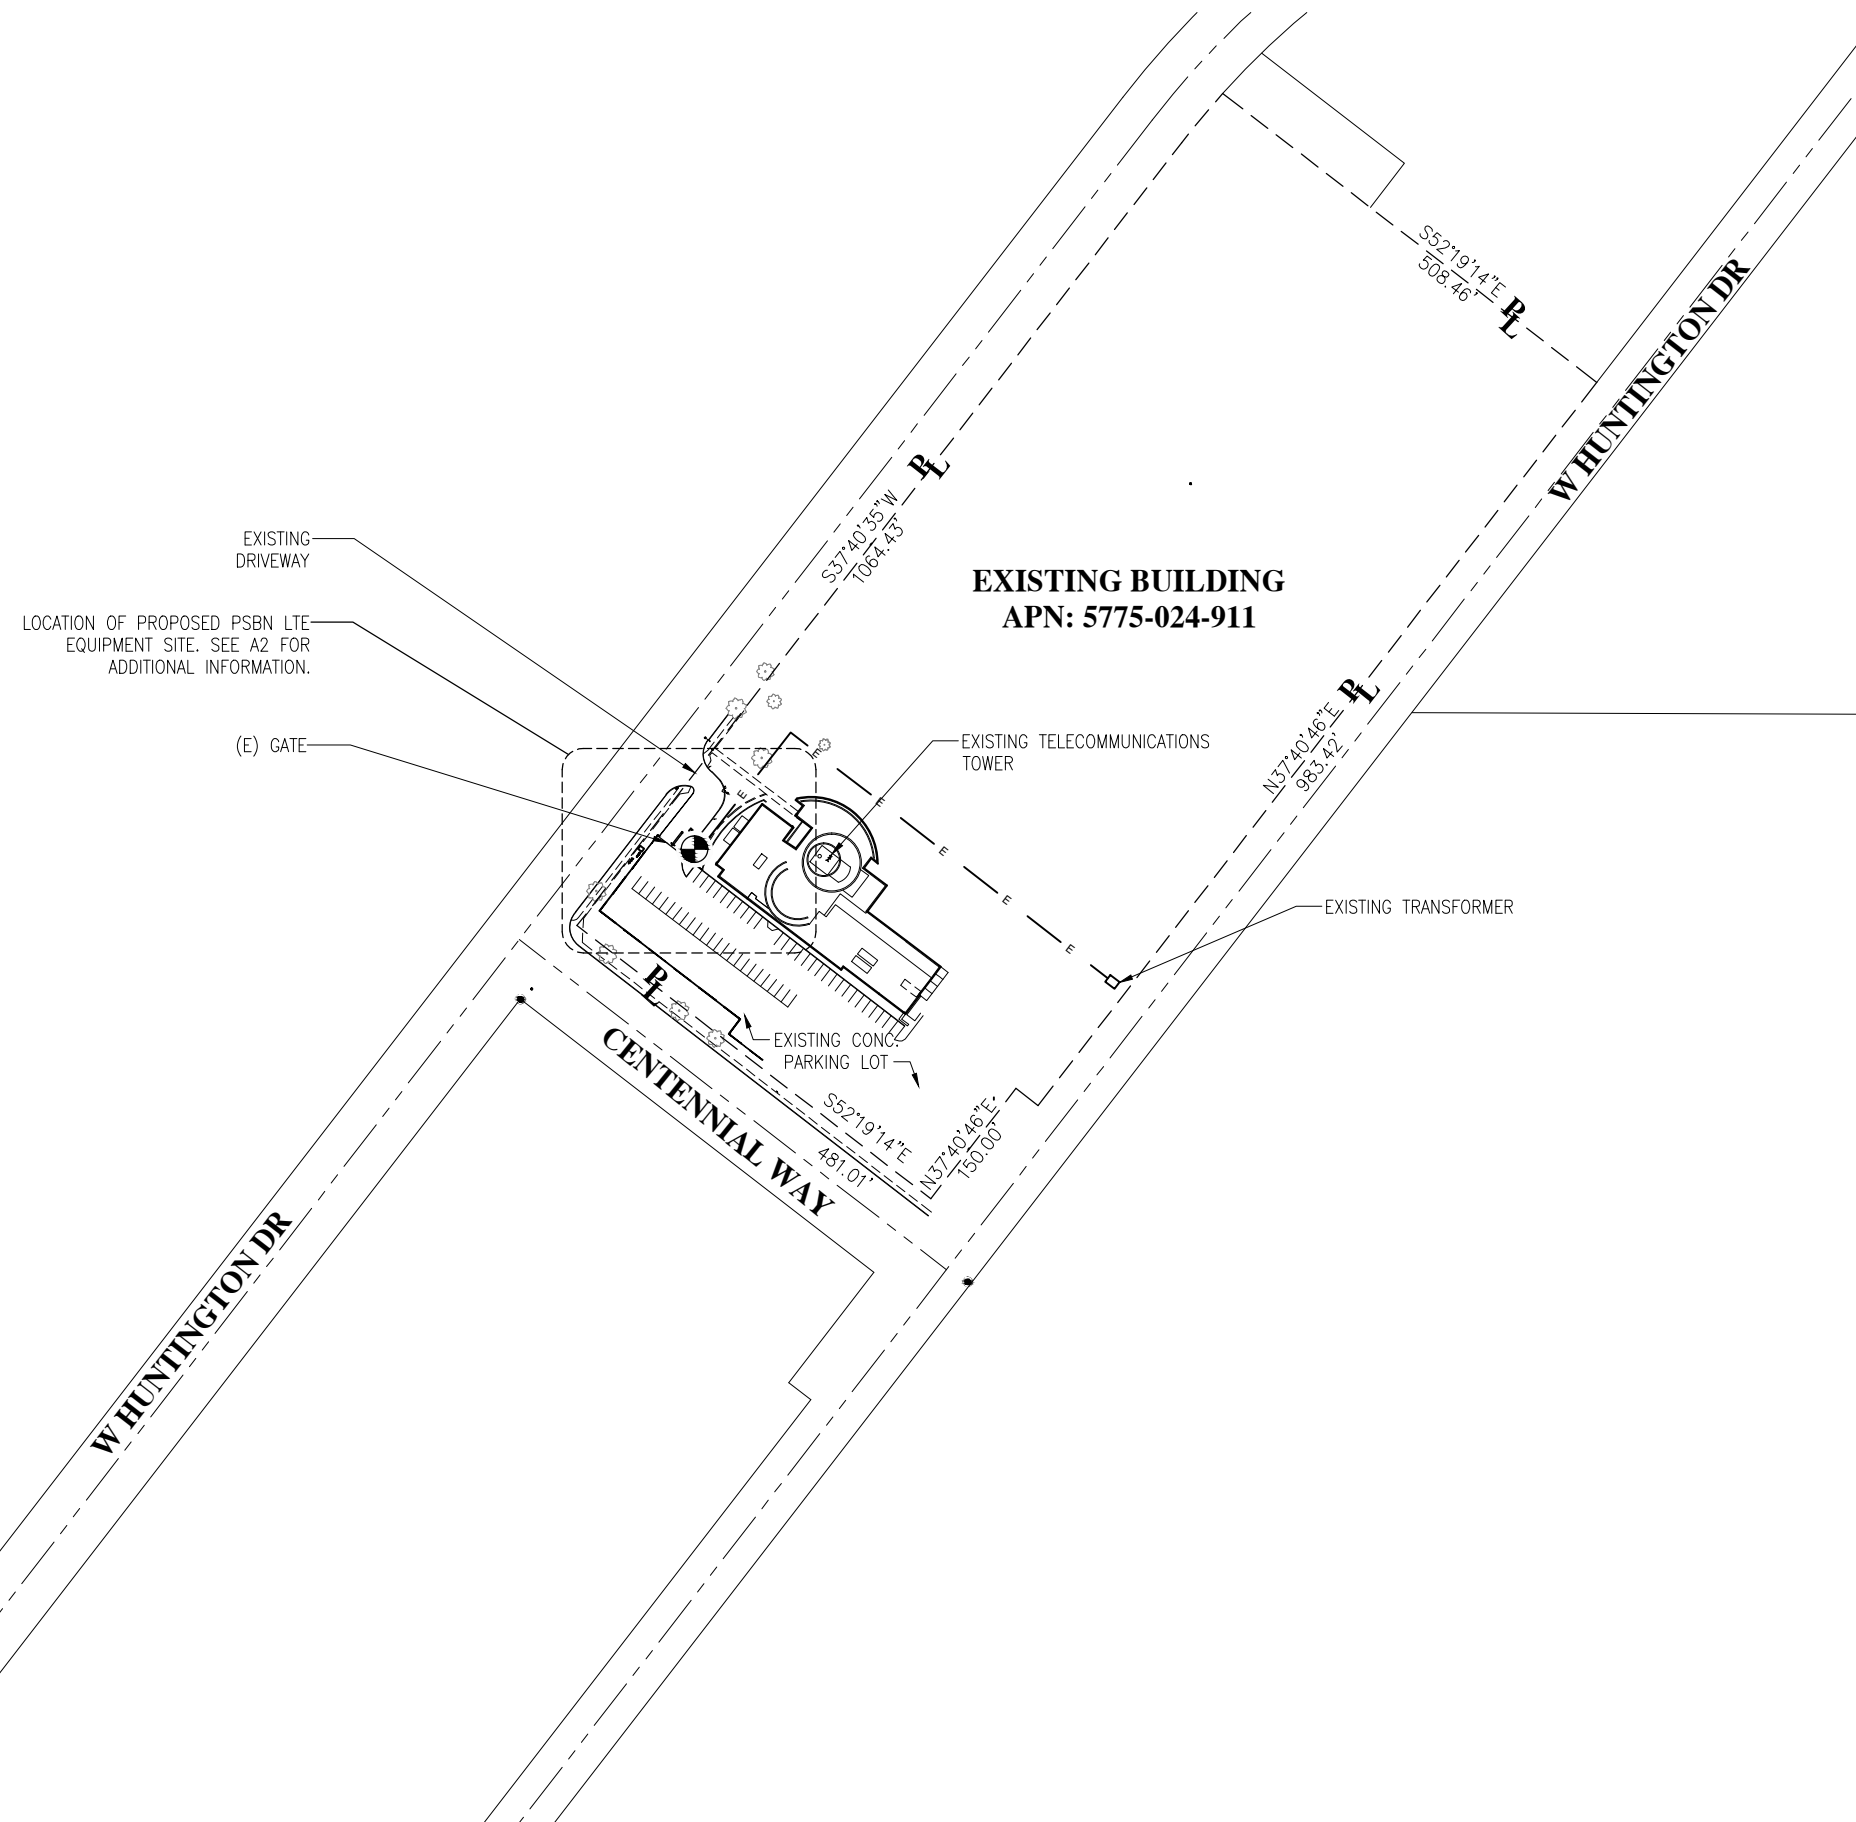 S52°19'14"E
508.46'
PL
W HUNTINGTON DR
PL
S37°40'35"W
1064.43'
EXISTING
DRIVEWAY
EXISTING BUILDING
APN: 5775-024-911
LOCATION OF PROPOSED PSBN LTE
EQUIPMENT SITE. SEE A2 FOR
ADDITIONAL INFORMATION.
PL
N37°40'46"E
983.42'
(E) GATE
EXISTING TELECOMMUNICATIONS
TOWER
E
E
E
E
E
E
EXISTING TRANSFORMER
PL
EXISTING CONC.
PARKING LOT
CENTENNIAL WAY
S52°19'14"E
481.01'
N37°40'46"E
150.00'
W HUNTINGTON DR